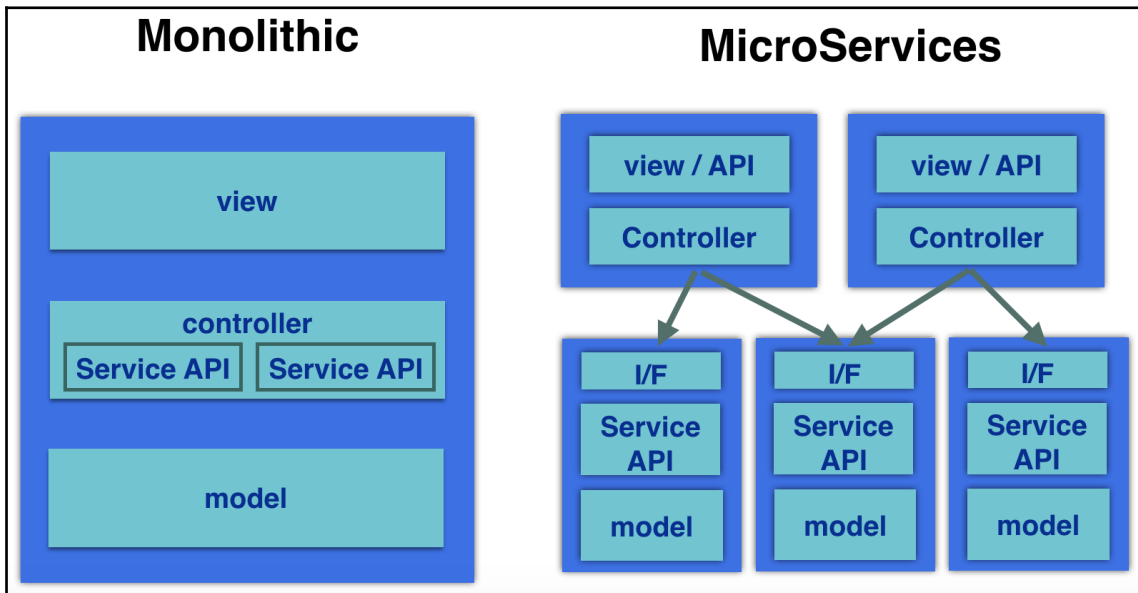 Monolithic
view
controller
Service API
Service API
model
MicroServices
view / API
Controller
view / API
Controller
I/F
Service
API
model
I/F
Service
API
model
I/F
Service
API
model